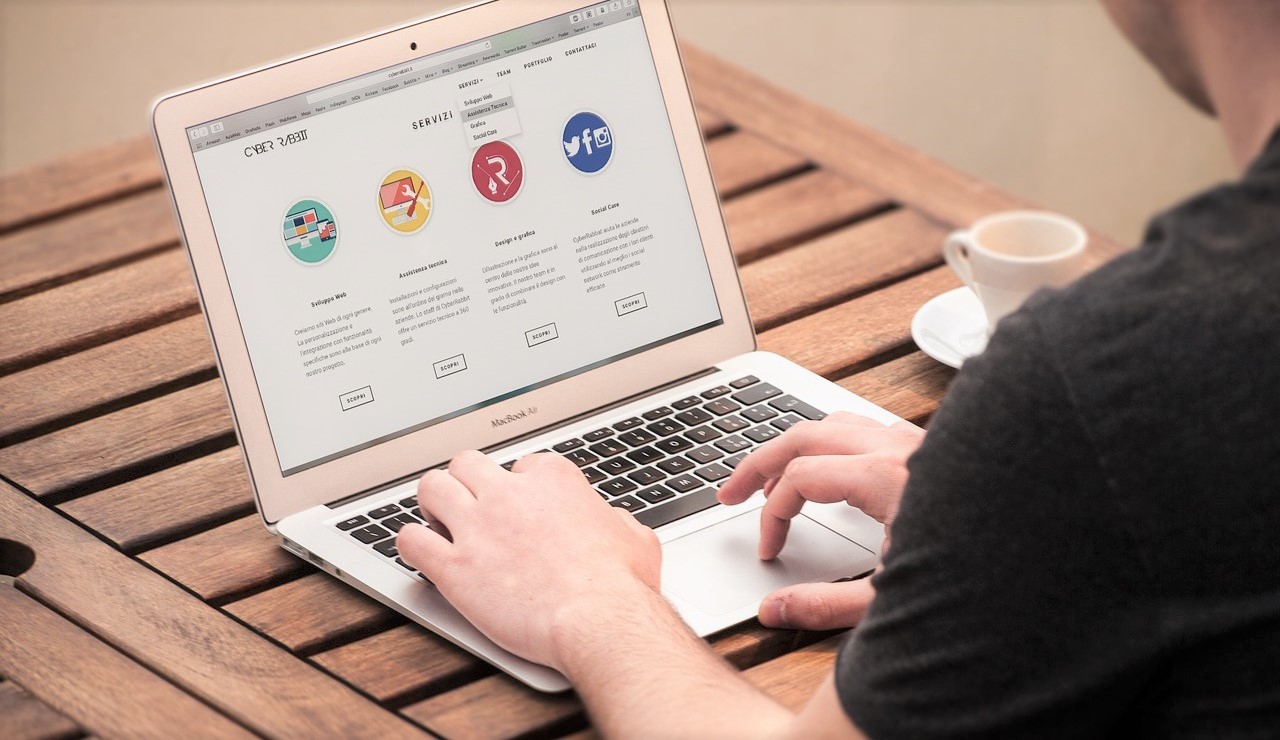 cyberrabbit.it
SERVIZI TEAM PORTFOLIO CONTATTACI
Sviluppo Web
Assistenza Tecnica
Grafica
Social Care
CYBER RABBIT
SERVIZI
Sviluppo Web
Creiamo siti Web di ogni genere.
La personalizzazione e
l'integrazione con funzionalità
specifiche sono alla base di ogni
nostro progetto.
SCOPRI
Assistenza tecnica
Installazioni e configurazioni
sono all'ordine del giorno nelle
aziende. Lo staff di CyberRabbit
offre un servizio tecnico a 360
gradi.
SCOPRI
Design e grafica
L'illustrazione e la grafica sono al
centro delle nostre idee
innovative. Il nostro team è in
grado di combinare il design con
le funzionalità.
SCOPRI
Social Care
CyberRabbit aiuta le aziende
nella realizzazione degli obiettivi
di comunicazione con i loro clienti
utilizzando al meglio i social
network come strumento
efficace.
SCOPRI
MacBook Air